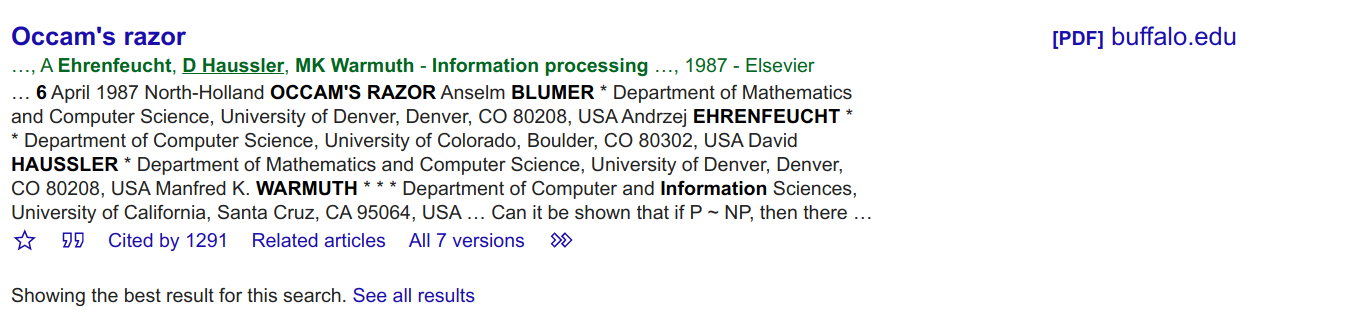 Occam's razor [PDF] buffalo.edu
…, A Ehrenfeucht, D Haussler, MK Warmuth - Information processing …, 1987 - Elsevier
… 6 April 1987 North-Holland OCCAM'S RAZOR Anselm BLUMER * Department of Mathematics
and Computer Science, University of Denver, Denver, CO 80208, USA Andrzej EHRENFEUCHT *
* Department of Computer Science, University of Colorado, Boulder, CO 80302, USA David
HAUSSLER * Department of Mathematics and Computer Science, University of Denver, Denver,
CO 80208, USA Manfred K. WARMUTH * * * Department of Computer and Information Sciences,
University of California, Santa Cruz, CA 95064, USA … Can it be shown that if P ~ NP, then there …
Cited by 1291 Related articles All 7 versions
Showing the best result for this search. See all results